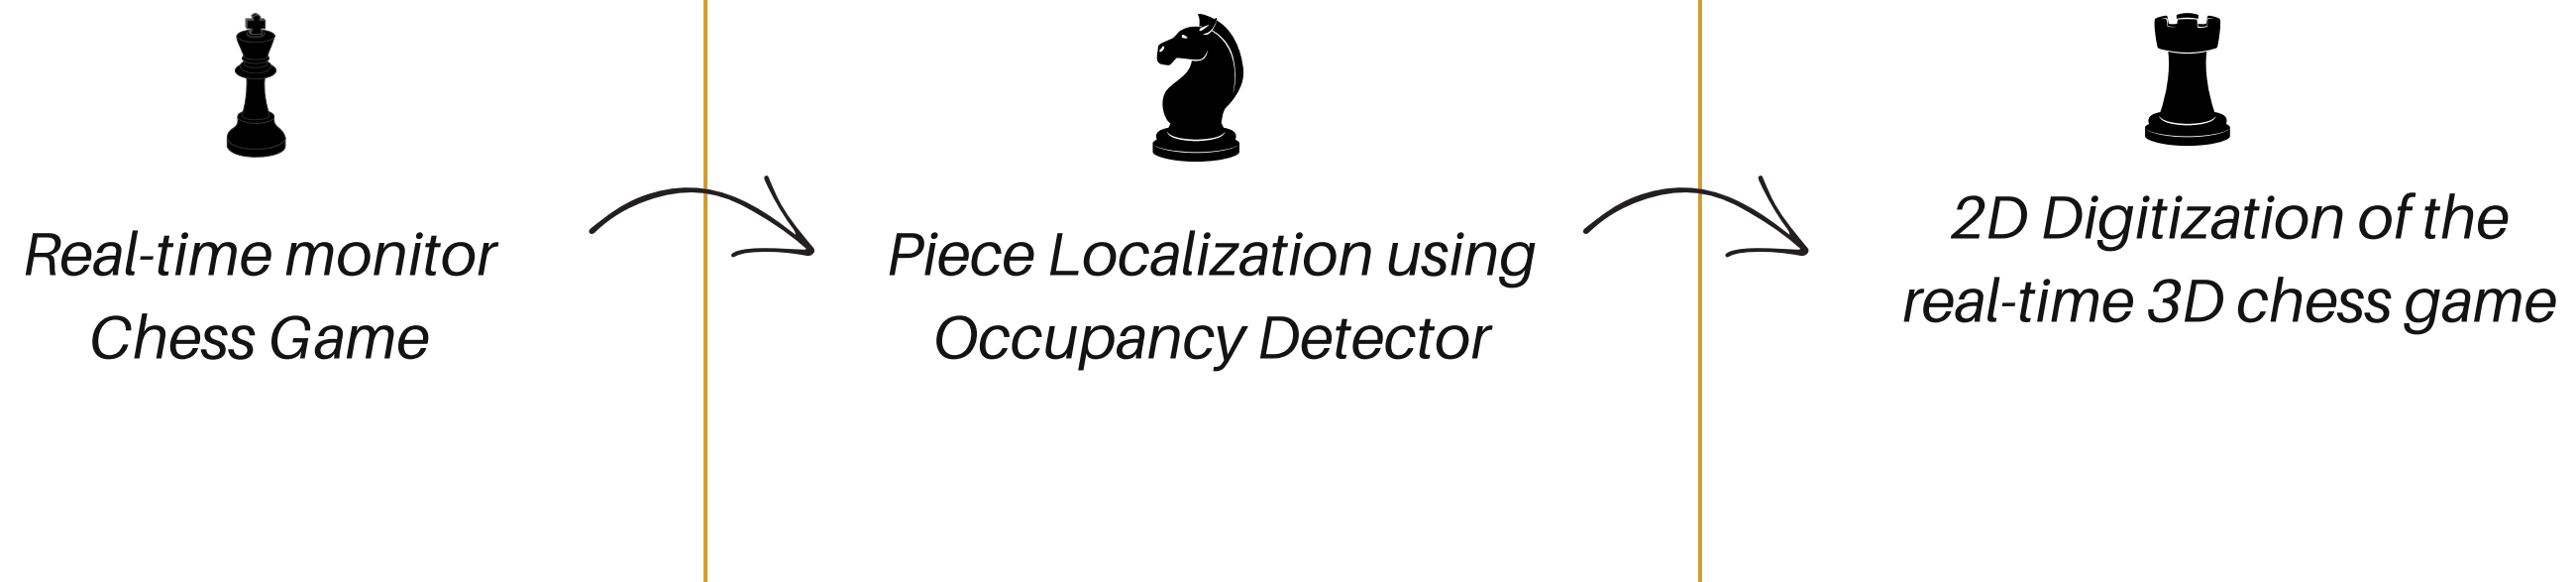 Real-time monitor
Chess Game
Piece Localization using
Occupancy Detector
2D Digitization of the
real-time 3D chess game